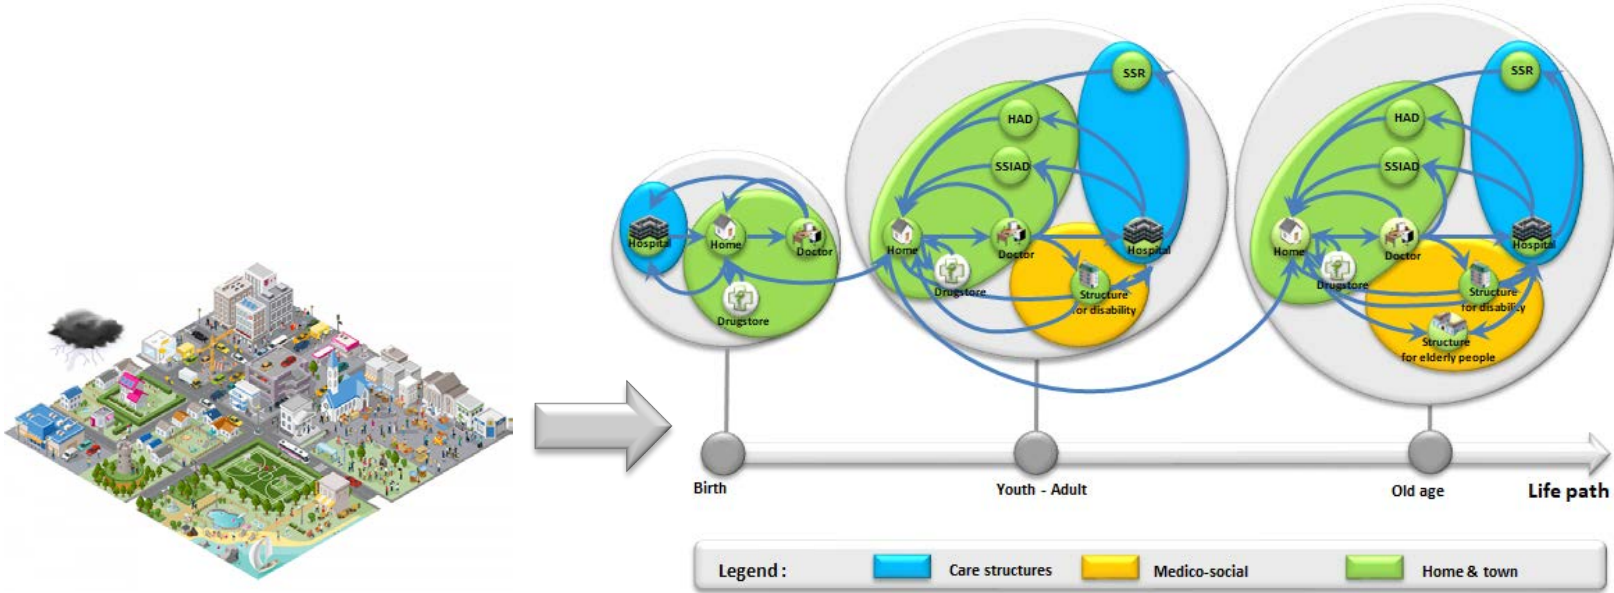 Hospital
Home
Doctor
Drugstore
SSR
HAD
SSIAD
Home
Doctor
Hospital
Drugstore
Structure
for disability
SSR
HAD
SSIAD
Home
Doctor
Hospital
Drugstore
Structure
for disability
Structure
for elderly people
Birth
Youth - Adult
Old age
Life path
Legend :
Care structures
Medico-social
Home & town